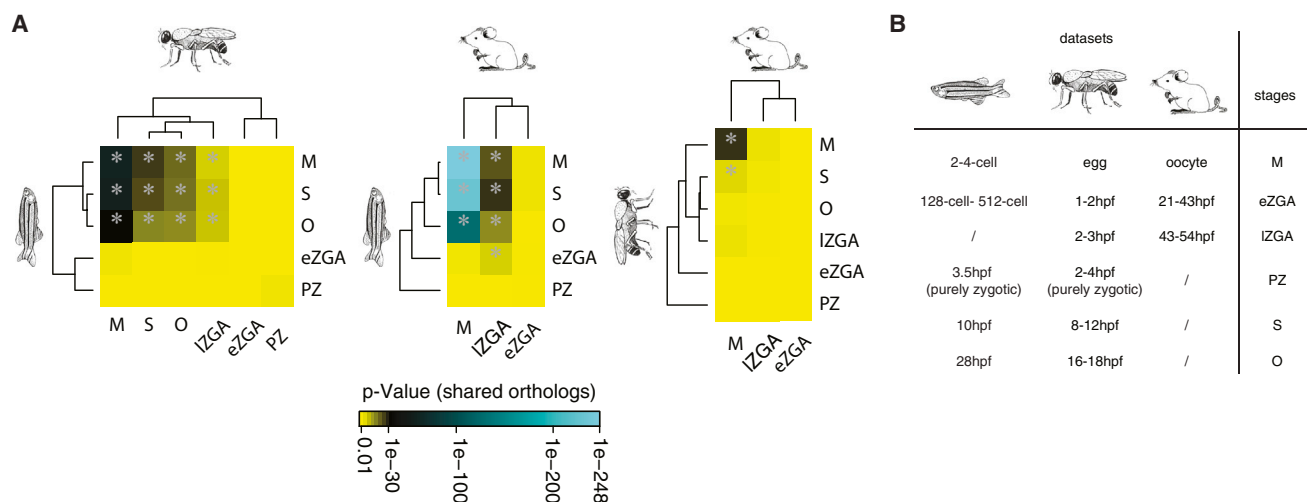 A
* * * *
* * * *
* * * *
M
S
O
eZGA
PZ
M S O lZGA eZGA PZ
* *
* *
* *
*
M
S
O
eZGA
PZ
M lZGA eZGA
*
*
M
S
O
lZGA
eZGA
PZ
M lZGA eZGA
p-Value (shared orthologs)
0.01 1e−30 1e−100 1e−200 1e−248
B
datasets
stages
2-4-cell egg oocyte M
128-cell- 512-cell 1-2hpf 21-43hpf eZGA
/ 2-3hpf 43-54hpf lZGA
3.5hpf 2-4hpf / PZ
(purely zygotic) (purely zygotic)
10hpf 8-12hpf / S
28hpf 16-18hpf / O